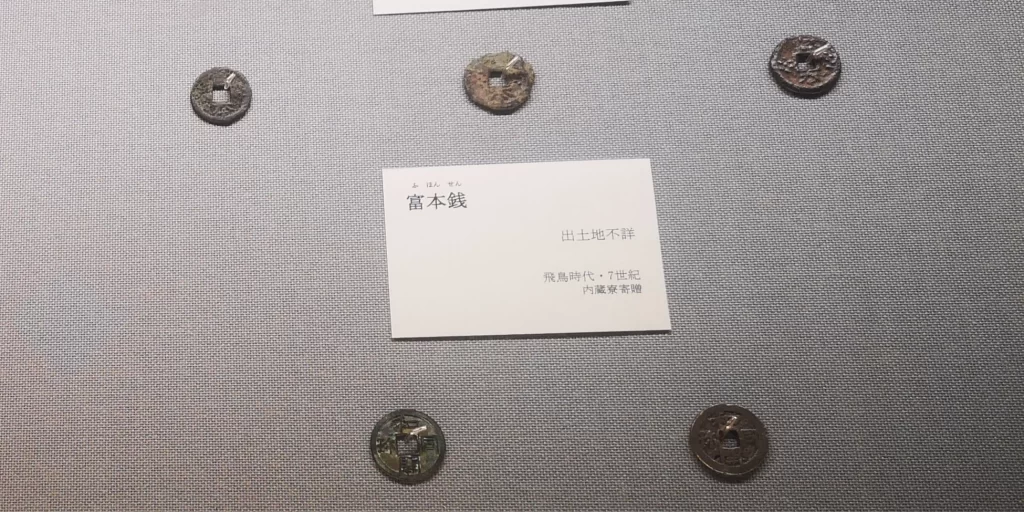 ふ ほん せん
富本銭
出土地不詳
飛鳥時代・7世紀
内蔵寮寄贈